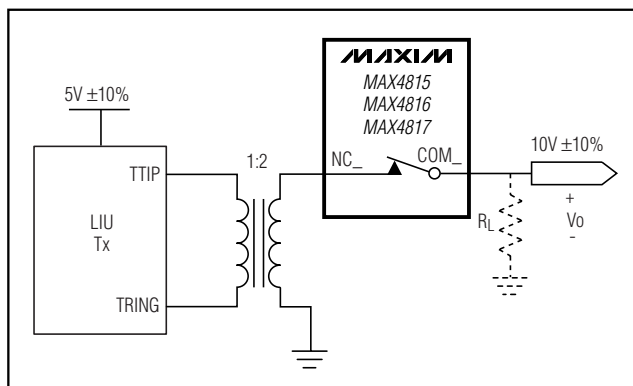 MAXIM
MAX4815
MAX4816
MAX4817
5V ±10%
TTIP
1:2
NC_
COM_
10V ±10%
LIU
Tx
RL
+
Vo
-
TRING